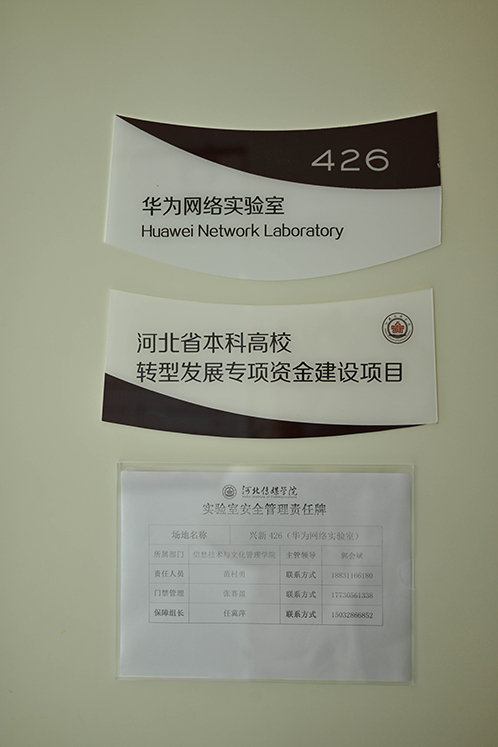 426
华为网络实验室
Huawei Network Laboratory
河北省本科高校
转型发展专项资金建设项目
河北传媒学院
实验室安全管理责任牌
场地名称 兴新 426（华为网络实验室）
所属部门 信息技术与文化管理学院 主管领导
责任人员 联系方式 18831166180
门禁管理 联系方式 17730561338
保障组长 任冀萍 联系方式 15032866852